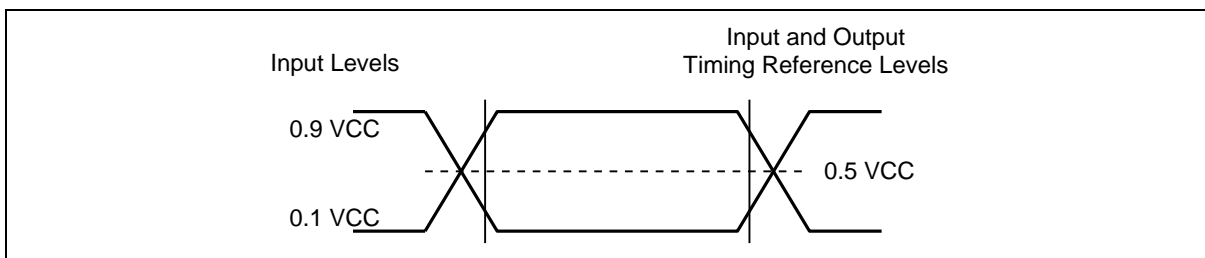 Input Levels
Input and Output
Timing Reference Levels
0.9 VCC
0.5 VCC
0.1 VCC